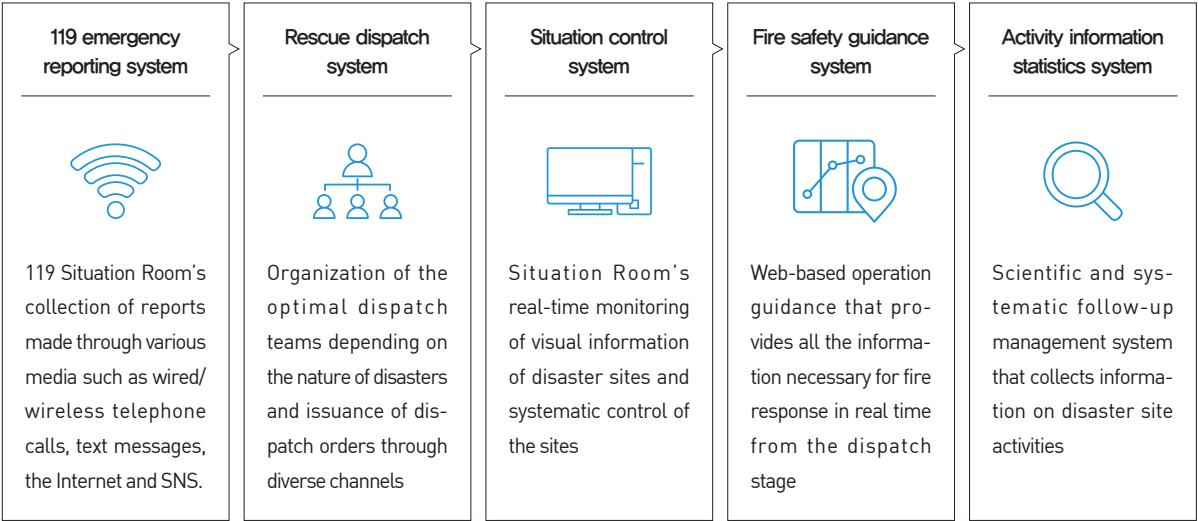 119 emergency
reporting system
119 Situation Room's
collection of reports
made through various
media such as wired/
wireless telephone
calls, text messages,
the Internet and SNS.
Rescue dispatch
system
Organization of the
optimal dispatch
teams depending on
the nature of disasters
and issuance of dis-
patch orders through
diverse channels
Situation control
system
Situation Room's
real-time monitoring
of visual information
of disaster sites and
systematic control of
the sites
Fire safety guidance
system
Web-based operation
guidance that pro-
vides all the informa-
tion necessary for fire
response in real time
from the dispatch
stage
Activity information
statistics system
Scientific and sys-
tematic follow-up
management system
that collects informa-
tion on disaster site
activities